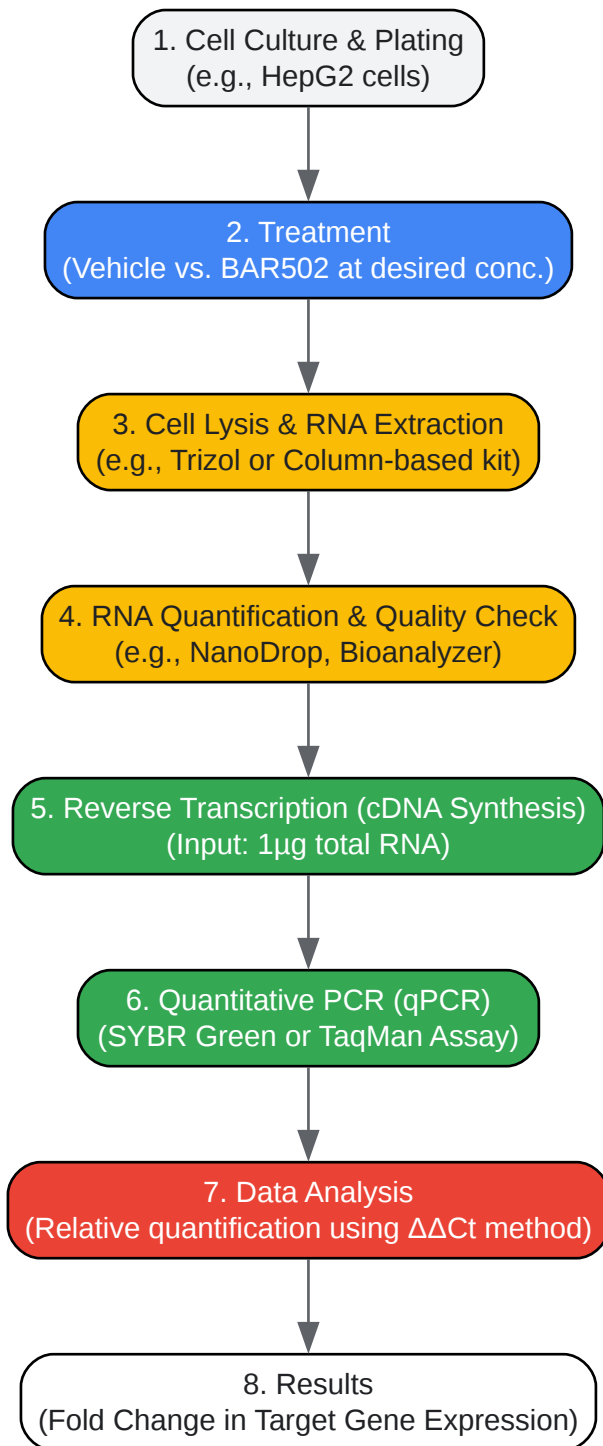 1. Cell Culture & Plating
(e.g., HepG2 cells)
2. Treatment
(Vehicle vs. BAR502 at desired conc.)
3. Cell Lysis & RNA Extraction
(e.g., Trizol or Column-based kit)
4. RNA Quantification & Quality Check
(e.g., NanoDrop, Bioanalyzer)
5. Reverse Transcription (cDNA Synthesis)
(Input: 1µg total RNA)
6. Quantitative PCR (qPCR)
(SYBR Green or TaqMan Assay)
7. Data Analysis
(Relative quantification using ΔΔCt method)
8. Results
(Fold Change in Target Gene Expression)